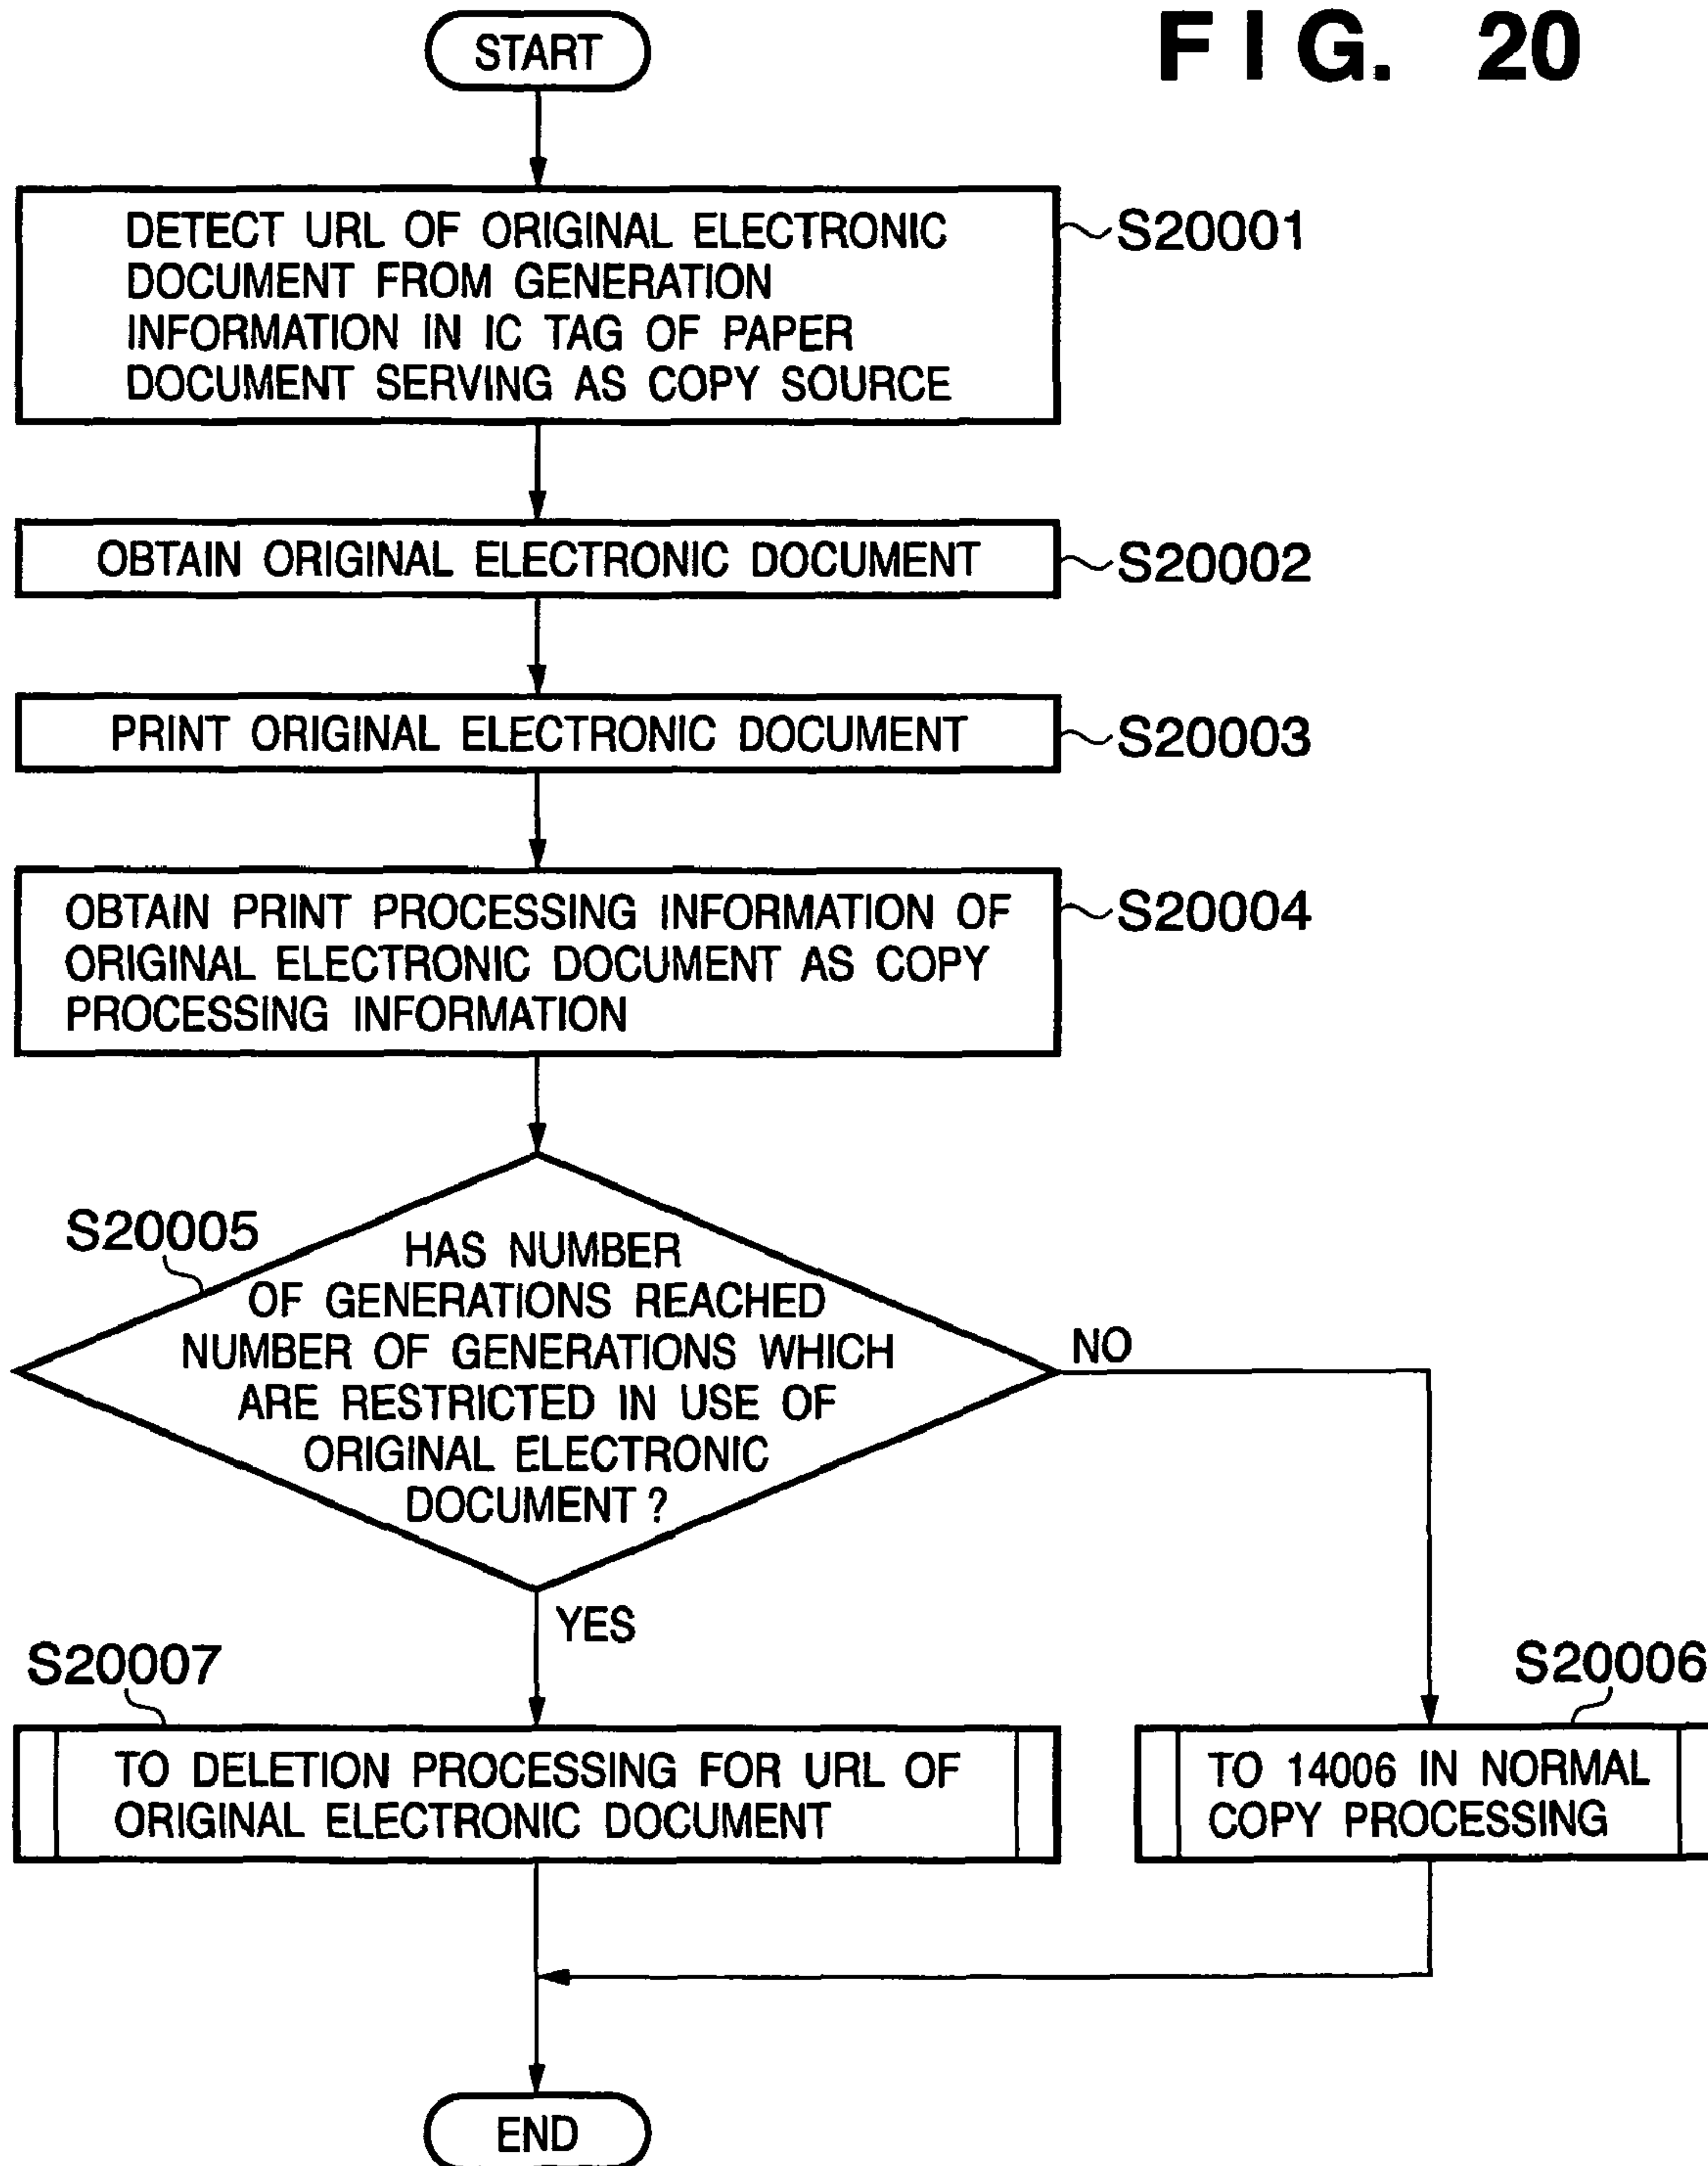 FIG. 20
START
DETECT URL OF ORIGINAL ELECTRONIC
DOCUMENT FROM GENERATION
INFORMATION IN IC TAG OF PAPER
DOCUMENT SERVING AS COPY SOURCE
S20001
OBTAIN ORIGINAL ELECTRONIC DOCUMENT
S20002
PRINT ORIGINAL ELECTRONIC DOCUMENT
S20003
OBTAIN PRINT PROCESSING INFORMATION OF
ORIGINAL ELECTRONIC DOCUMENT AS COPY
PROCESSING INFORMATION
S20004
S20005
HAS NUMBER
OF GENERATIONS REACHED
NUMBER OF GENERATIONS WHICH
ARE RESTRICTED IN USE OF
ORIGINAL ELECTRONIC
DOCUMENT ?
NO
YES
S20007
TO DELETION PROCESSING FOR URL OF
ORIGINAL ELECTRONIC DOCUMENT
S20006
TO 14006 IN NORMAL
COPY PROCESSING
END